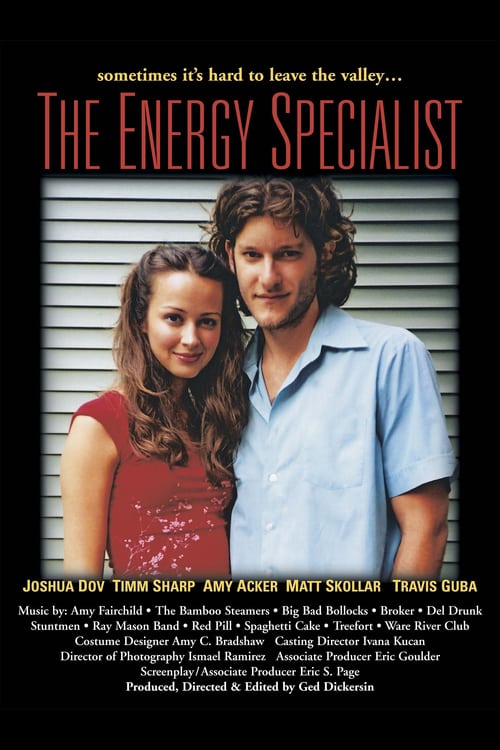 sometimes it's hard to leave the valley...
THE ENERGY SPECIALIST
JOSHUA DOV TIMM SHARP AMY ACKER MATT SKOLLAR TRAVIS GUBA
Music by: Amy Fairchild • The Bamboo Steamers • Big Bad Bollocks • Broker • Del Drunk
Stuntmen • Ray Mason Band • Red Pill • Spaghetti Cake • Treefort • Ware River Club
Costume Designer Amy C. Bradshaw Casting Director Ivana Kucan
Director of Photography Ismael Ramirez Associate Producer Eric Goulder
Screenplay/Associate Producer Eric S. Page
Produced, Directed & Edited by Ged Dickersin